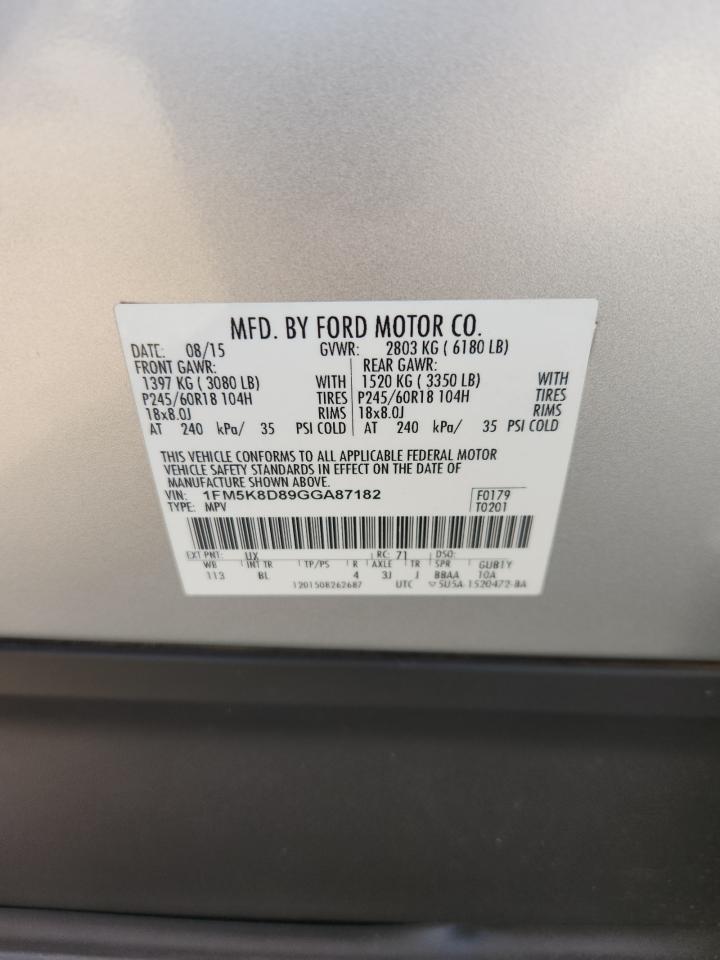 MFD. BY FORD MOTOR CO.
DATE: 08/15 GVWR: 2803 KG ( 6180 LB)
FRONT GAWR: REAR GAWR:
1397 KG ( 3080 LB) WITH 1520 KG ( 3350 LB) WITH
P245/60R18 104H TIRES P245/60R18 104H TIRES
18x8.0J RIMS 18x8.0J RIMS
AT 240 kPa/ 35 PSI COLD AT 240 kPa/ 35 PSI COLD
THIS VEHICLE CONFORMS TO ALL APPLICABLE FEDERAL MOTOR
VEHICLE SAFETY STANDARDS IN EFFECT ON THE DATE OF
MANUFACTURE SHOWN ABOVE.
VIN: 1FM5K8D89GGA87182 F0179
TYPE: MPV T0201
EXT PNT: UX RC: 71 DSO:
WB INT TR TP/PS R AXLE TR SPR GUB1Y
113 BL 4 3J J BBAA 10A
1201508262687 UTC 5U5A-1520472-BA